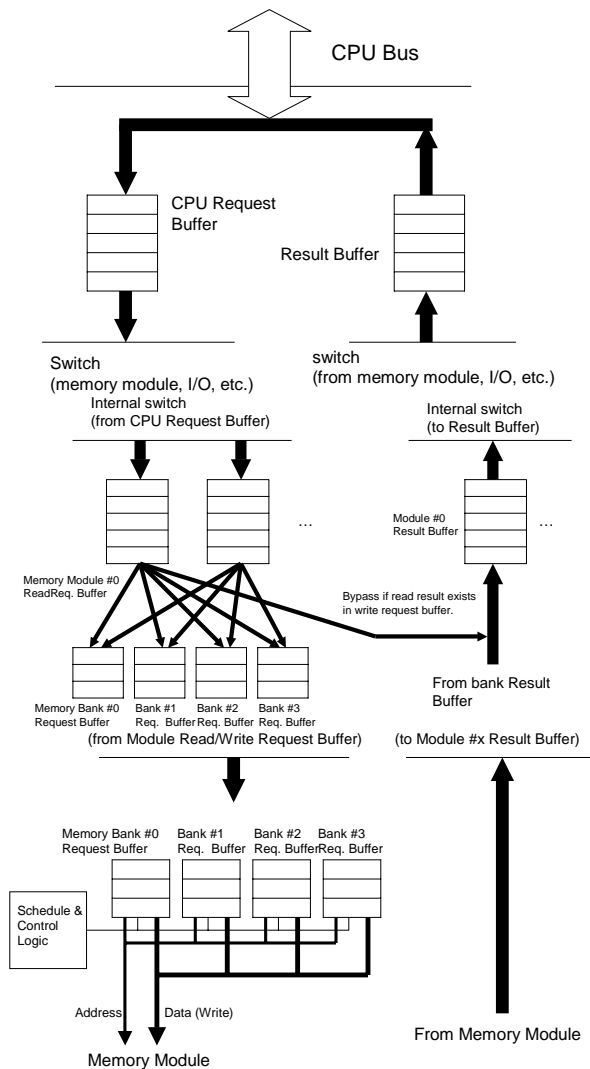 CPU Bus
CPU Request
Buffer
Result Buffer
Switch
(memory module, I/O, etc.)
switch
(from memory module, I/O, etc.)
Internal switch
(from CPU Request Buffer)
Internal switch
(to Result Buffer)
...
Module #0
Result Buffer
...
Memory Module #0
ReadReq. Buffer
Bypass if read result exists
in write request buffer.
From bank Result
Buffer
Memory Bank #0
Request Buffer
Bank #1
Req. Buffer
Bank #2
Req. Buffer
Bank #3
Req. Buffer
(from Module Read/Write Request Buffer)
(to Module #x Result Buffer)
Memory Bank #0
Request Buffer
Bank #1
Req. Buffer
Bank #2
Req. Buffer
Bank #3
Req. Buffer
Schedule &
Control
Logic
Address
Data (Write)
Memory Module
From Memory Module